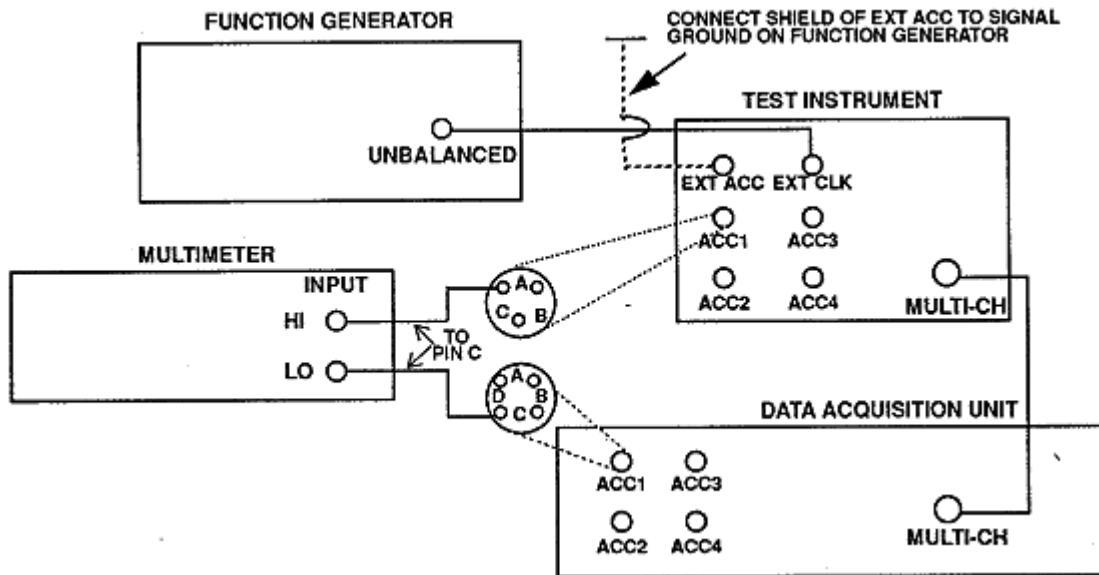 FUNCTION GENERATOR
CONNECT SHIELD OF EXT ACC TO SIGNAL
GROUND ON FUNCTION GENERATOR
TEST INSTRUMENT
UNBALANCED
EXT ACC EXT CLK
MULTIMETER
ACC1 ACC3
INPUT
A
HI
C B
ACC2 ACC4
MULTI-CH
TO
PIN C
LO
A
D B
C
DATA ACQUISITION UNIT
ACC1 ACC3
ACC2 ACC4
MULTI-CH